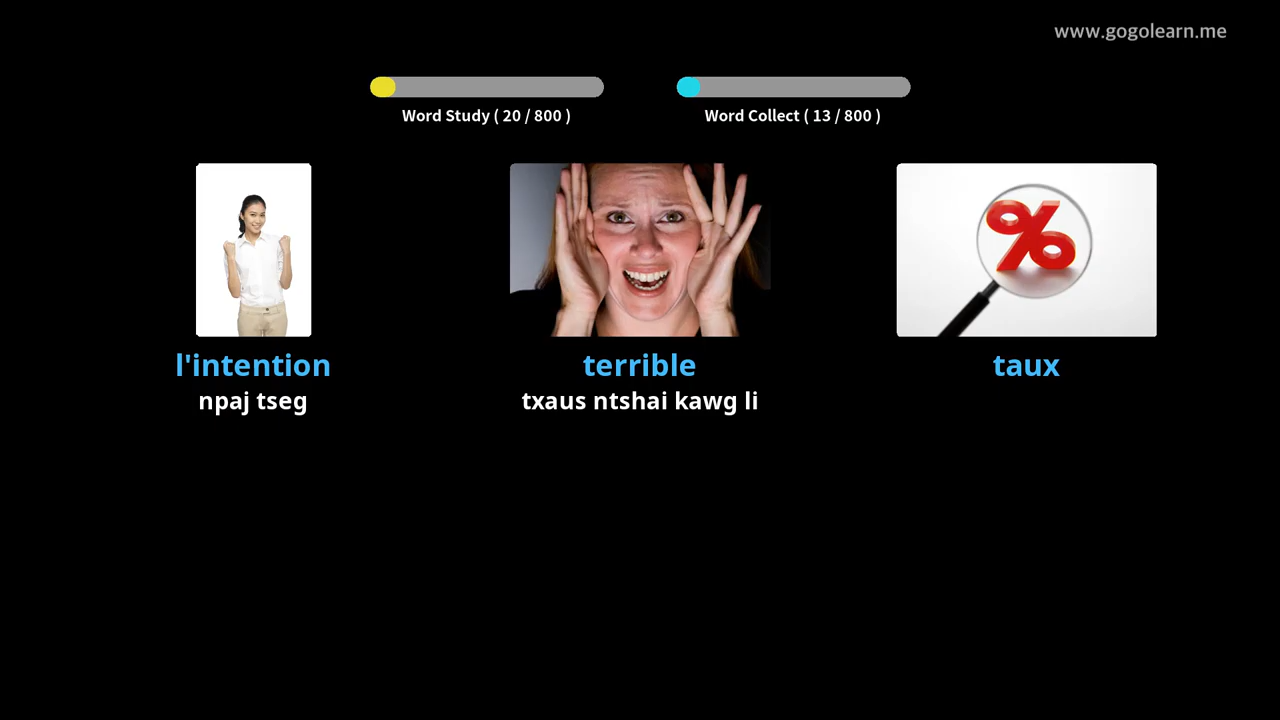 www.gogolearn.me
Word Study ( 20 / 800 )
Word Collect ( 13 / 800 )
%
l'intention
terrible
taux
npaj tseg
txaus ntshai kawg li